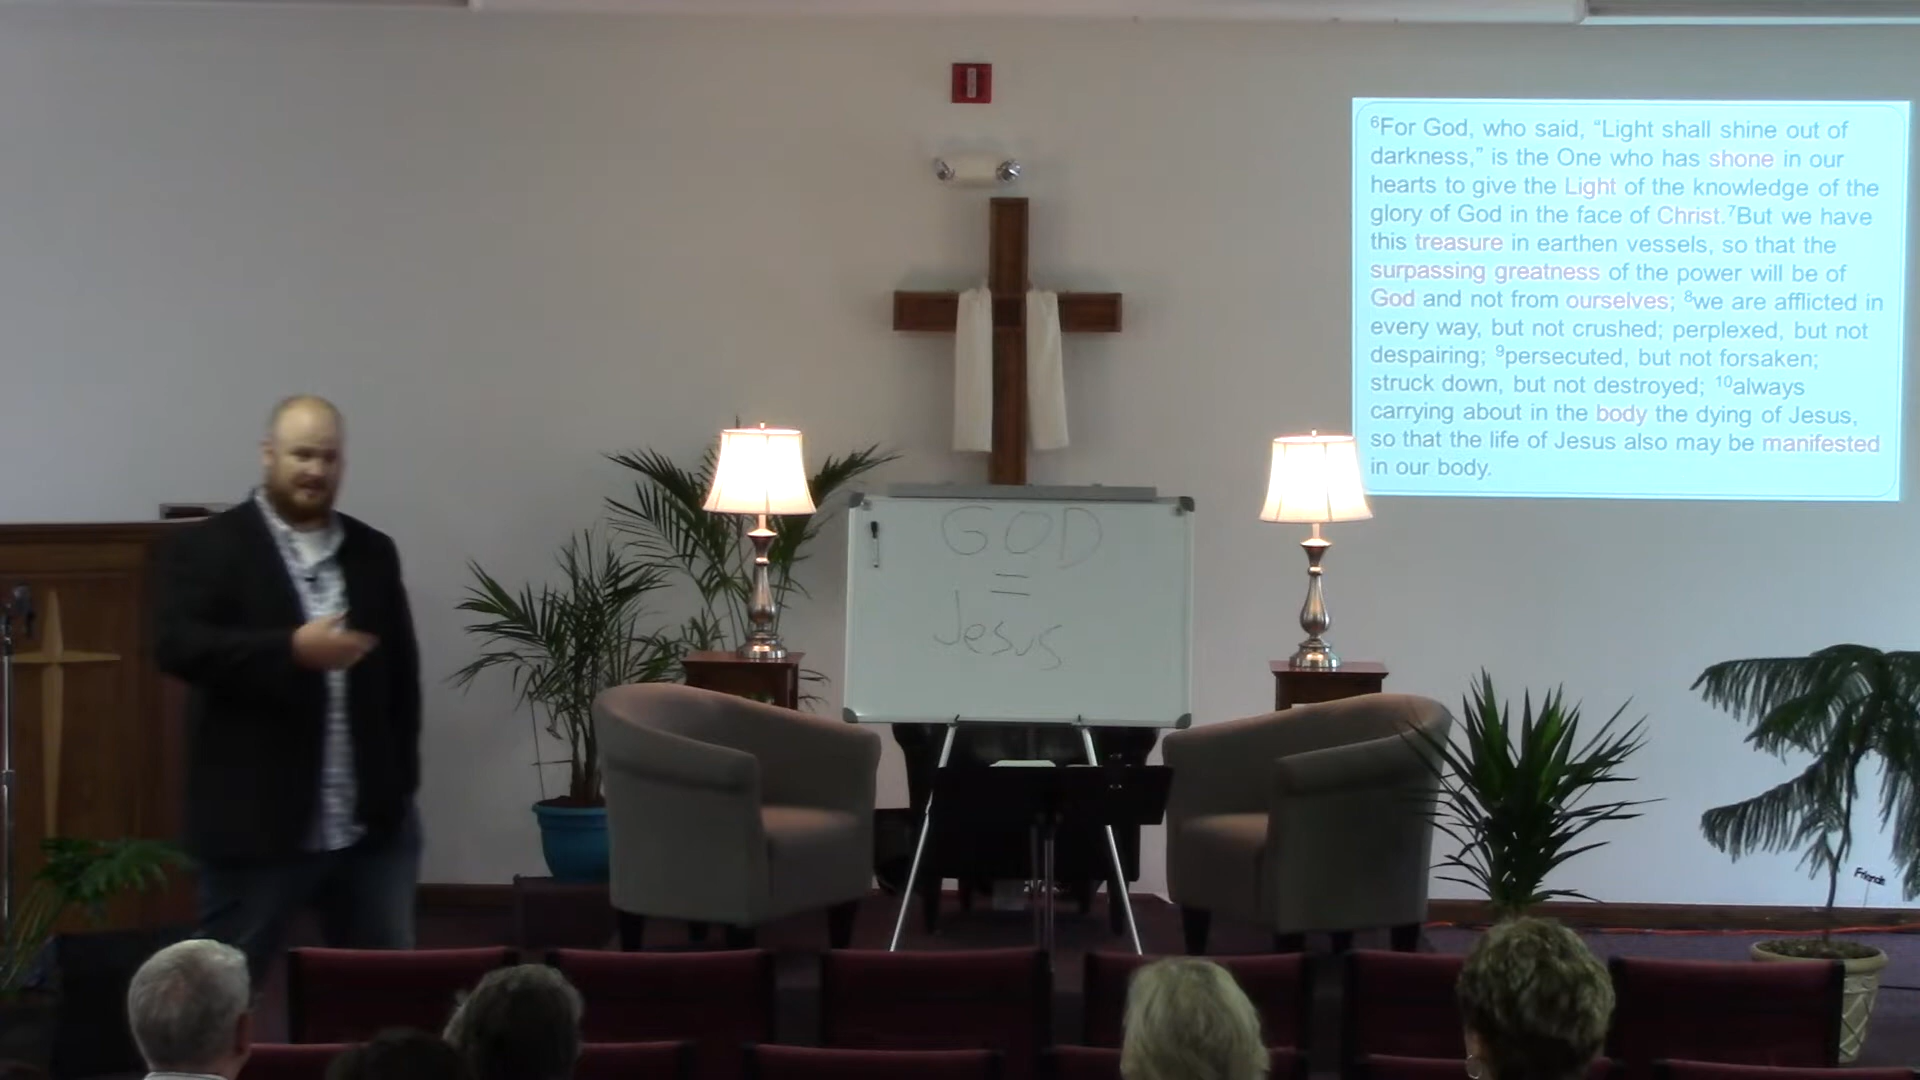 GOD
=
Jesus
⁶For God, who said, “Light shall shine out of
darkness,” is the One who has shone in our
hearts to give the Light of the knowledge of the
glory of God in the face of Christ.⁷But we have
this treasure in earthen vessels, so that the
surpassing greatness of the power will be of
God and not from ourselves; ⁸we are afflicted in
every way, but not crushed; perplexed, but not
despairing; ⁹persecuted, but not forsaken;
struck down, but not destroyed; ¹⁰always
carrying about in the body the dying of Jesus,
so that the life of Jesus also may be manifested
in our body.
Friends